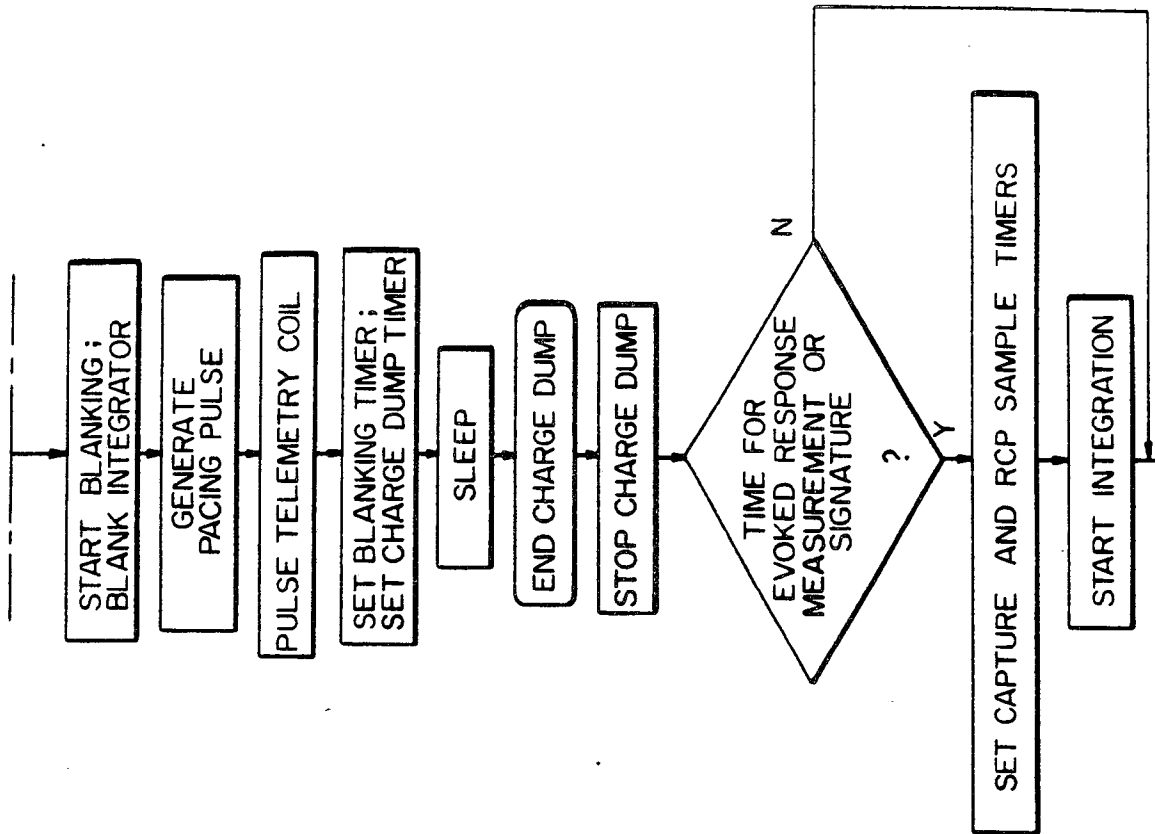 START BLANKING;
BLANK INTEGRATOR
GENERATE
PACING PULSE
PULSE TELEMETRY COIL
SET BLANKING TIMER;
SET CHARGE DUMP TIMER
SLEEP
END CHARGE DUMP
STOP CHARGE DUMP
TIME FOR
EVOKED RESPONSE
MEASUREMENT OR
SIGNATURE
?
N
Y
SET CAPTURE AND RCP SAMPLE TIMERS
START INTEGRATION